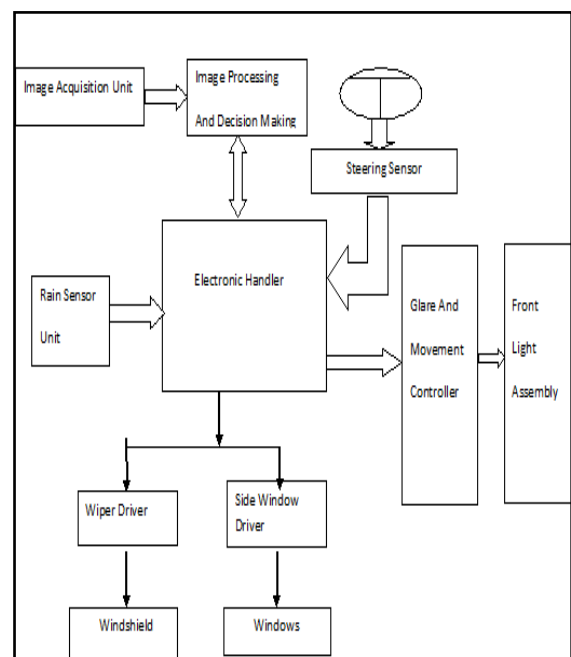 Image Acquisition Unit
Image Processing
And Decision Making
Steering Sensor
Electronic Handler
Rain Sensor
Unit
Glare And
Movement
Controller
Front
Light
Assembly
Wiper Driver
Side Window
Driver
Windshield
Windows